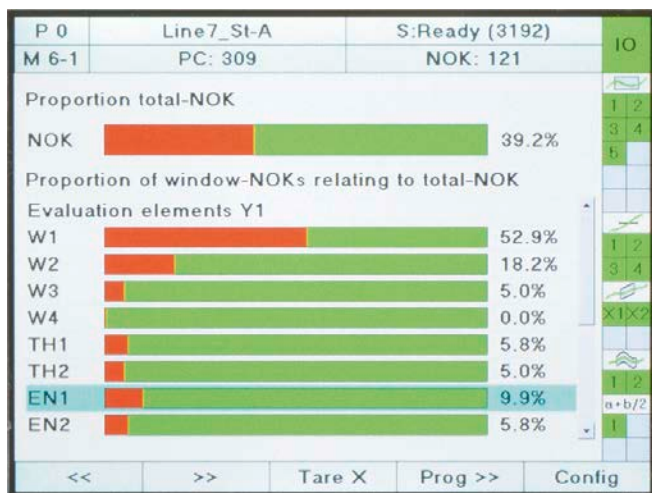 P 0 Line7_St-A S:Ready (3192) IO
M 6-1 PC: 309 NOK: 121
Proportion total-NOK
NOK 39.2%
Proportion of window-NOKs relating to total-NOK
Evaluation elements Y1
W1 52.9%
W2 18.2%
W3 5.0%
W4 0.0%
TH1 5.8%
TH2 5.0%
EN1 9.9%
EN2 5.8%
1 2
3 4
5
1 2
3 4
X1 X2
1 2
a+b/2
1
<< >> Tare X Prog >> Config